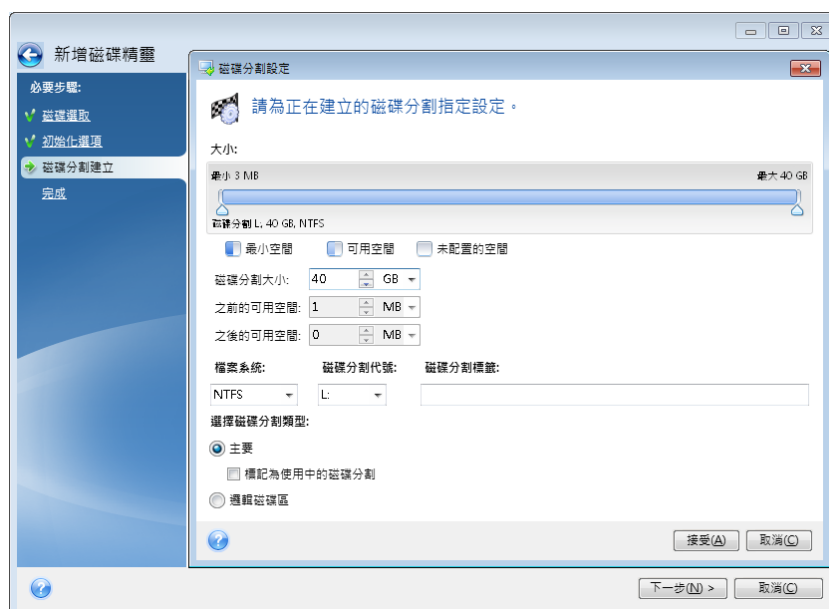 新增磁碟精靈
必要步驟:
磁碟選取
初始化選項
磁碟分割建立
完成
磁碟分割設定
請為正在建立的磁碟分割指定設定。
大小:
最小 3 MB 最大 40 GB
磁碟分割 L:, 40 GB, NTFS
最小空間 可用空間 未配置的空間
磁碟分割大小: 40 GB
之前的可用空間: 1 MB
之後的可用空間: 0 MB
檔案系統: 磁碟分割代號: 磁碟分割標籤:
NTFS L:
選擇磁碟分割類型:
主要
標記為使用中的磁碟分割
邏輯磁碟區
接受(A) 取消(C)
下一步(N) > 取消(C)